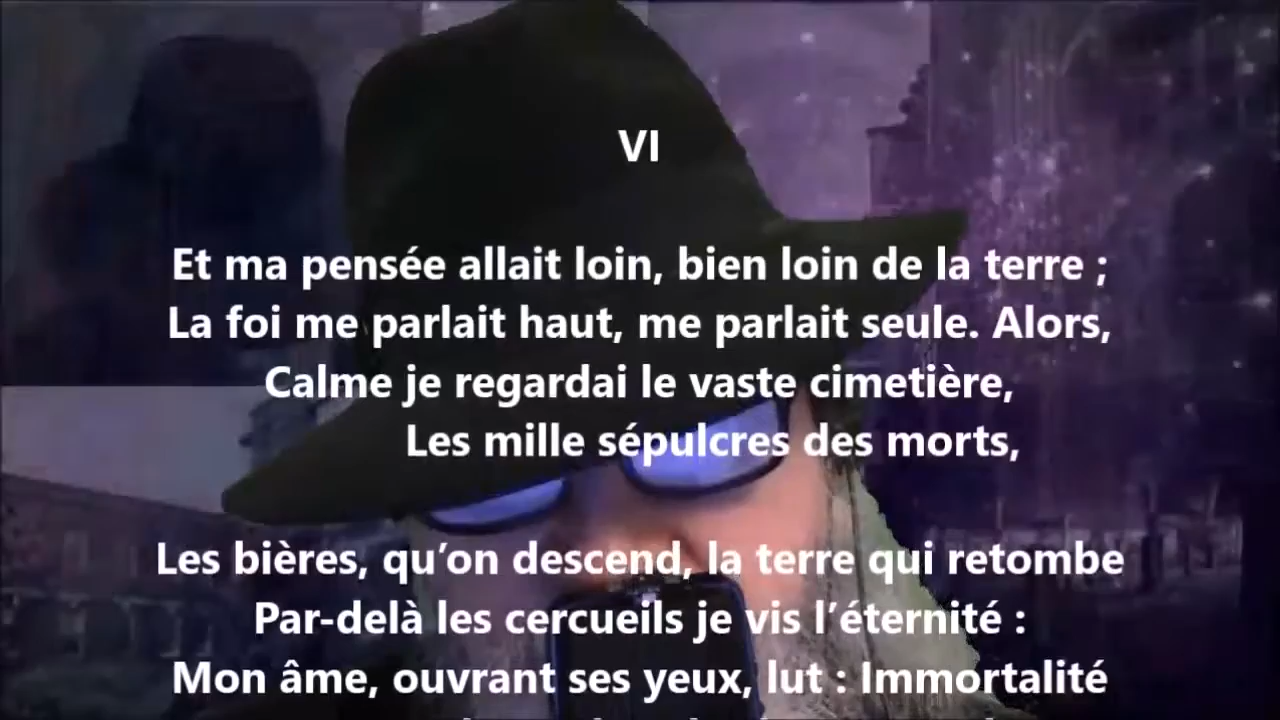 VI
Et ma pensée allait loin, bien loin de la terre ;
La foi me parlait haut, me parlait seule. Alors,
Calme je regardai le vaste cimetière,
Les mille sépulcres des morts,
Les bières, qu’on descend, la terre qui retombe
Par-delà les cercueils je vis l’éternité :
Mon âme, ouvrant ses yeux, lut : Immortalité